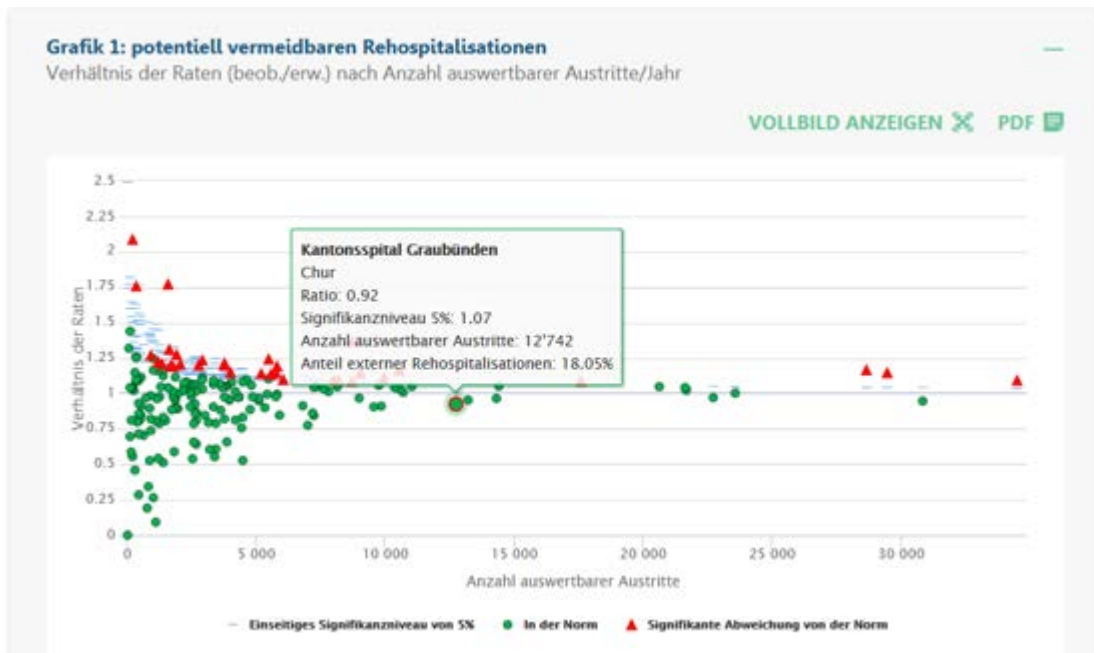 Grafik 1: potentiell vermeidbaren Rehospitalisationen
Verhältnis der Raten (beob./erw.) nach Anzahl auswertbarer Austritte/Jahr
VOLLBILD ANZEIGEN PDF
2.5
2.25
2
1.75
1.5
1.25
1
0.75
0.5
0.25
0
Verhältnis der Raten
Kantonsspital Graubünden
Chur
Ratio: 0.92
Signifikanzniveau 5%: 1.07
Anzahl auswertbarer Austritte: 12'742
Anteil externer Rehospitalisationen: 18.05%
0 5 000 10 000 15 000 20 000 25 000 30 000
Anzahl auswertbarer Austritte
Einseitiges Signifikanzniveau von 5% In der Norm Signifikante Abweichung von der Norm